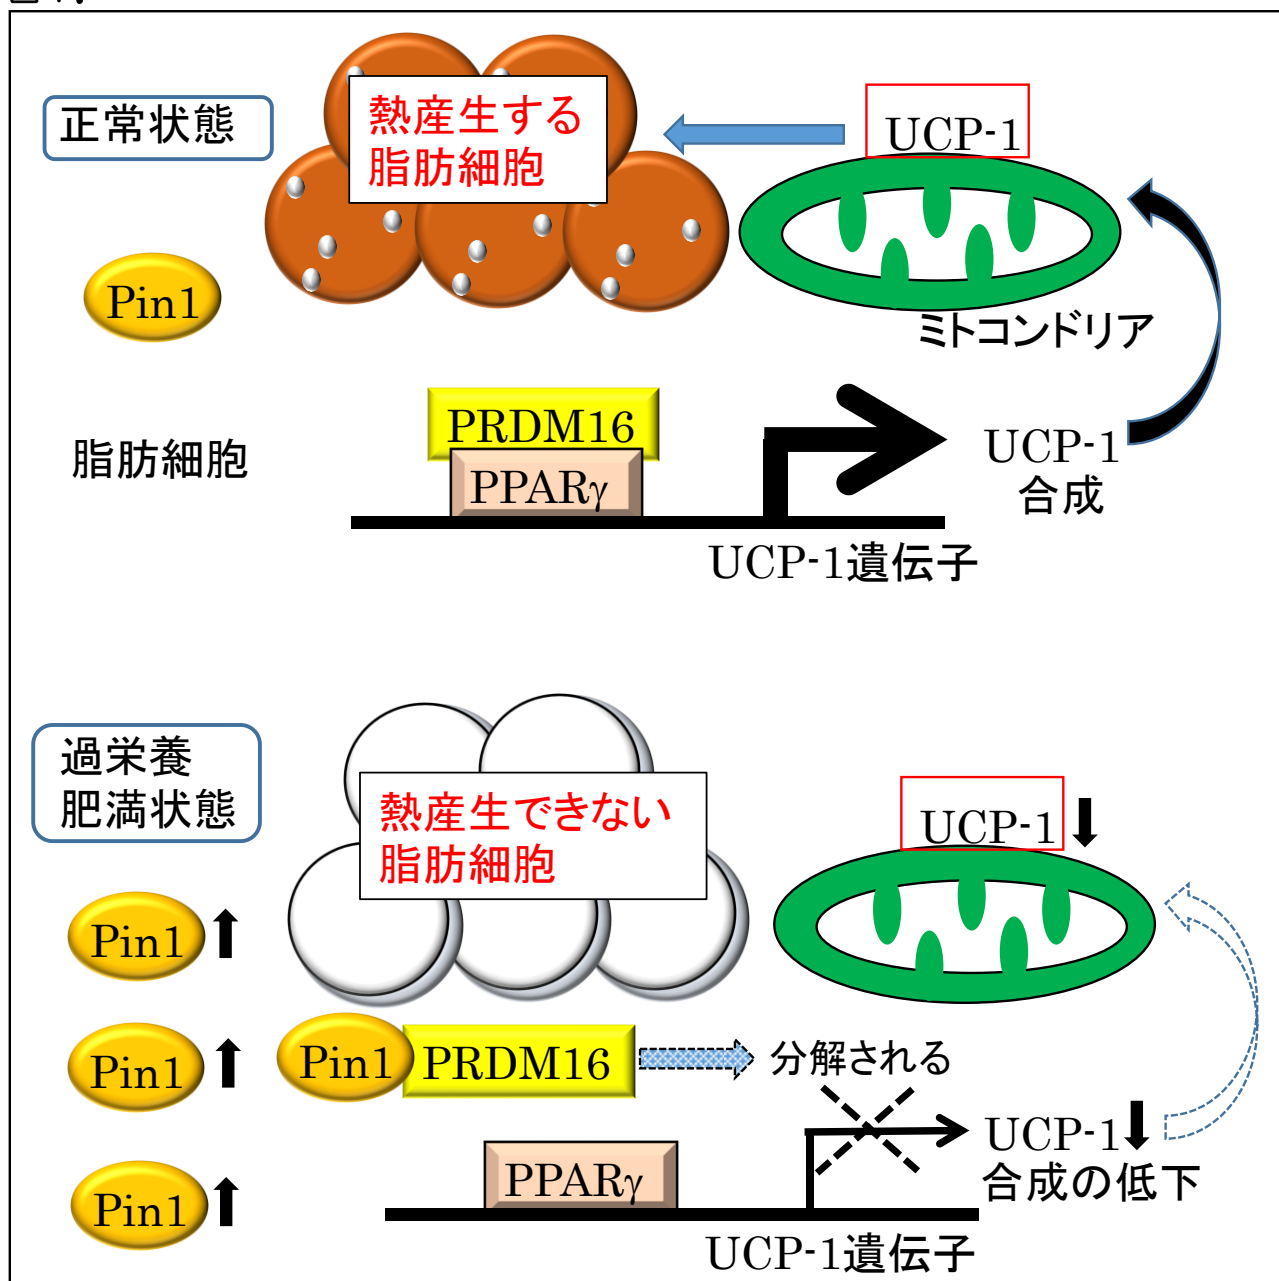 正常状態
熱産生する
脂肪細胞
UCP-1
Pin1
ミトコンドリア
脂肪細胞
PRDM16
PPARγ
UCP-1
合成
UCP-1遺伝子
過栄養
肥満状態
熱産生できない
脂肪細胞
UCP-1
Pin1
Pin1
Pin1
PRDM16
分解される
Pin1
PPARγ
UCP-1
合成の低下
UCP-1遺伝子